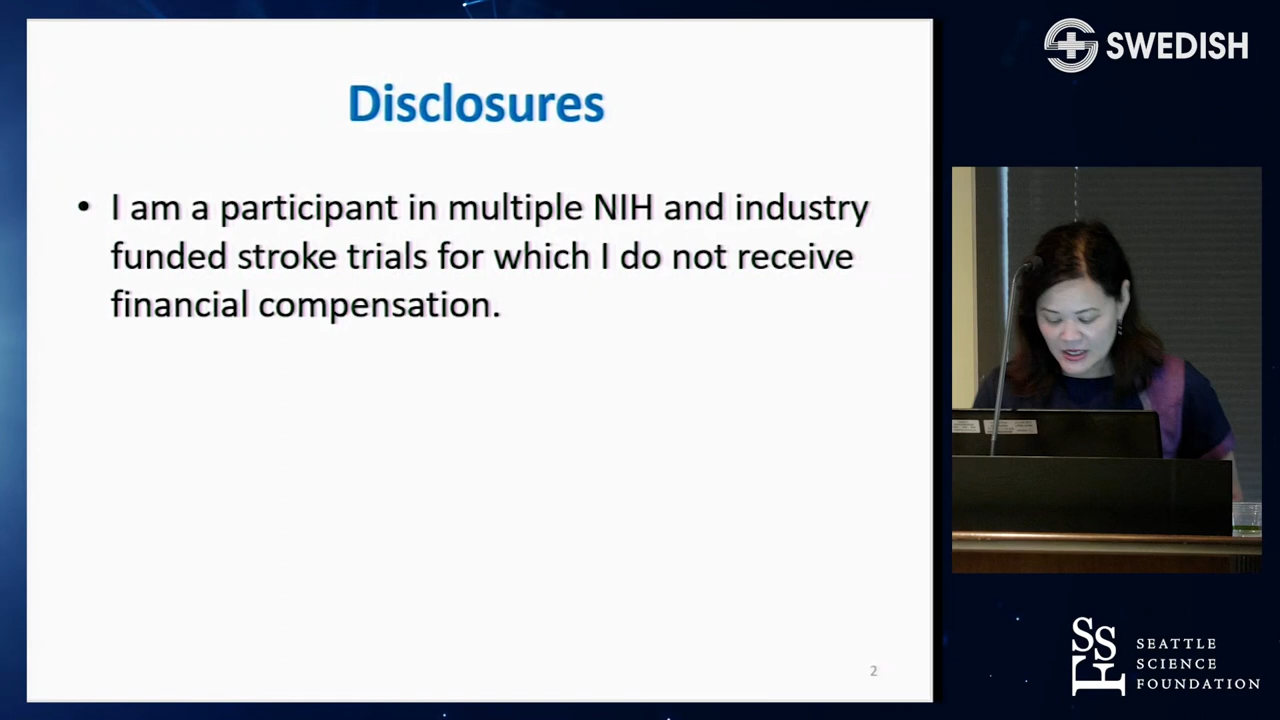 SWEDISH
Disclosures
• I am a participant in multiple NIH and industry
funded stroke trials for which I do not receive
financial compensation.
2
SSF
SEATTLE
SCIENCE
FOUNDATION